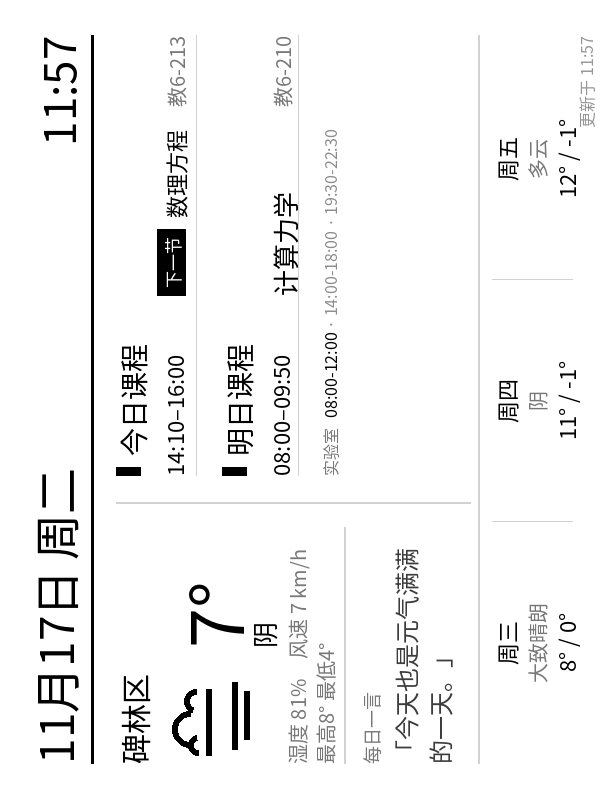 11月17日 周二
11:57
碑林区
7°
阴
湿度 81% 风速 7 km/h
最高8° 最低4°
每日一言
「今天也是元气满满
的一天。」
今日课程
14:10–16:00 下一节 数理方程 教6-213
明日课程
08:00–09:50 计算力学 教6-210
实验室 08:00-12:00 · 14:00-18:00 · 19:30-22:30
周三
大致晴朗
8° / 0°
周四
阴
11° / -1°
周五
多云
12° / -1°
更新于 11:57